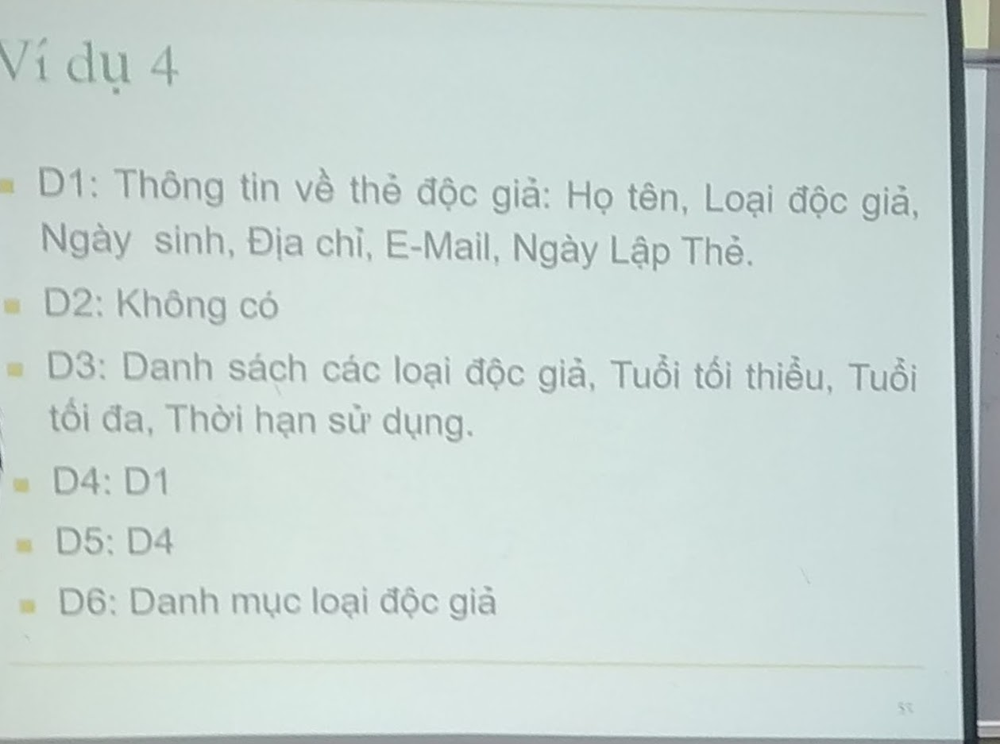 Ví dụ 4
D1: Thông tin về thẻ độc giả: Họ tên, Loại độc giả,
Ngày sinh, Địa chỉ, E-Mail, Ngày Lập Thẻ.
D2: Không có
D3: Danh sách các loại độc giả, Tuổi tối thiểu, Tuổi
tối đa, Thời hạn sử dụng.
D4: D1
D5: D4
D6: Danh mục loại độc giả